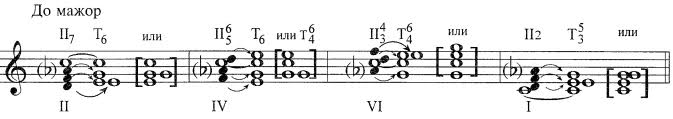 До мажор
II7 T6 или II6/5 T6 или T6/4 II4/3 T6/4 или II2 T5/3 или
(♭) (♭) (♭) (♭)
II IV VI I